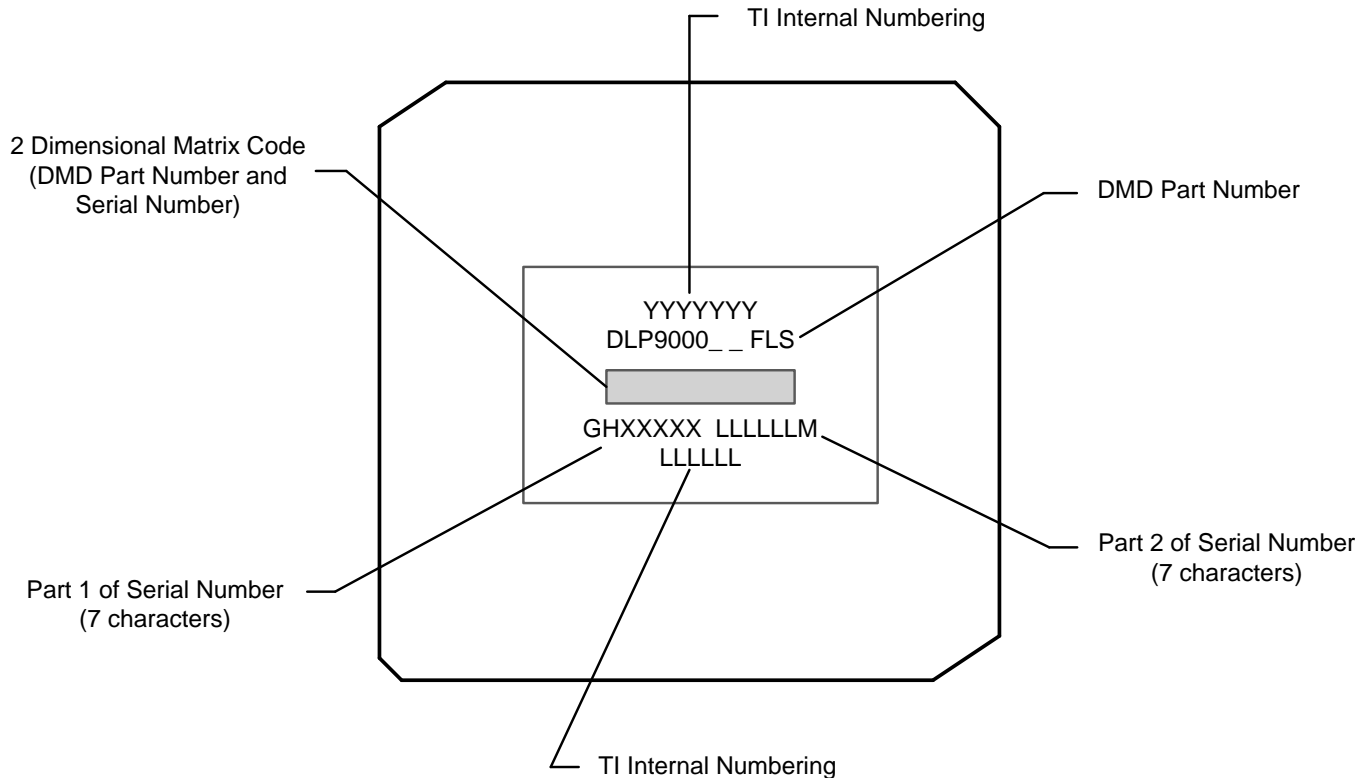 TI Internal Numbering
2 Dimensional Matrix Code
(DMD Part Number and
Serial Number)
DMD Part Number
YYYYYYY
DLP9000_ _ FLS
GHXXXXX LLLLLLM
LLLLLL
Part 1 of Serial Number
(7 characters)
Part 2 of Serial Number
(7 characters)
TI Internal Numbering